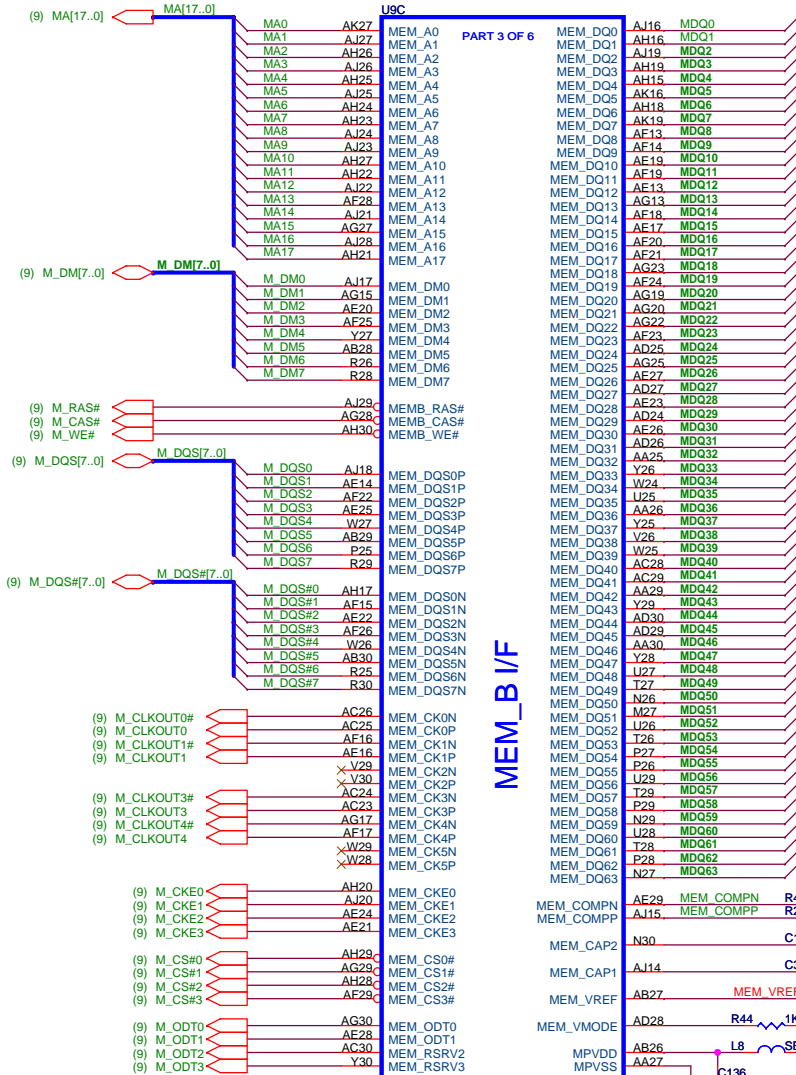 U9C
PART 3 OF 6
(9) MA[17..0] MA[17..0]
MA0 AK27 MEM_A0
MA1 AJ27 MEM_A1
MA2 AH26 MEM_A2
MA3 AJ26 MEM_A3
MA4 AH25 MEM_A4
MA5 AJ25 MEM_A5
MA6 AH24 MEM_A6
MA7 AH23 MEM_A7
MA8 AJ24 MEM_A8
MA9 AJ23 MEM_A9
MA10 AH27 MEM_A10
MA11 AH22 MEM_A11
MA12 AJ22 MEM_A12
MA13 AF28 MEM_A13
MA14 AJ21 MEM_A14
MA15 AG27 MEM_A15
MA16 AJ28 MEM_A16
MA17 AH21 MEM_A17
(9) M_DM[7..0] M_DM[7..0]
M_DM0 AJ17 MEM_DM0
M_DM1 AG15 MEM_DM1
M_DM2 AE20 MEM_DM2
M_DM3 AF25 MEM_DM3
M_DM4 Y27 MEM_DM4
M_DM5 AB28 MEM_DM5
M_DM6 R26 MEM_DM6
M_DM7 R28 MEM_DM7
(9) M_RAS# AJ29 MEMB_RAS#
(9) M_CAS# AG28 MEMB_CAS#
(9) M_WE# AH30 MEMB_WE#
(9) M_DQS[7..0] M_DQS[7..0]
M_DQS0 AJ18 MEM_DQS0P
M_DQS1 AE14 MEM_DQS1P
M_DQS2 AF22 MEM_DQS2P
M_DQS3 AE25 MEM_DQS3P
M_DQS4 W27 MEM_DQS4P
M_DQS5 AB29 MEM_DQS5P
M_DQS6 P25 MEM_DQS6P
M_DQS7 R29 MEM_DQS7P
(9) M_DQS#[7..0] M_DQS#[7..0]
M_DQS#0 AH17 MEM_DQS0N
M_DQS#1 AF15 MEM_DQS1N
M_DQS#2 AE22 MEM_DQS2N
M_DQS#3 AF26 MEM_DQS3N
M_DQS#4 W26 MEM_DQS4N
M_DQS#5 AB30 MEM_DQS5N
M_DQS#6 R25 MEM_DQS6N
M_DQS#7 R30 MEM_DQS7N
(9) M_CLKOUT0# AC26 MEM_CK0N
(9) M_CLKOUT0 AC25 MEM_CK0P
(9) M_CLKOUT1# AF16 MEM_CK1N
(9) M_CLKOUT1 AE16 MEM_CK1P
V29 MEM_CK2N
V30 MEM_CK2P
(9) M_CLKOUT3# AC24 MEM_CK3N
(9) M_CLKOUT3 AC23 MEM_CK3P
(9) M_CLKOUT4# AG17 MEM_CK4N
(9) M_CLKOUT4 AF17 MEM_CK4P
W29 MEM_CK5N
W28 MEM_CK5P
(9) M_CKE0 AH20 MEM_CKE0
(9) M_CKE1 AJ20 MEM_CKE1
(9) M_CKE2 AE24 MEM_CKE2
(9) M_CKE3 AE21 MEM_CKE3
(9) M_CS#0 AH29 MEM_CS0#
(9) M_CS#1 AG29 MEM_CS1#
(9) M_CS#2 AH28 MEM_CS2#
(9) M_CS#3 AF29 MEM_CS3#
(9) M_ODT0 AG30 MEM_ODT0
(9) M_ODT1 AE28 MEM_ODT1
(9) M_ODT2 AC30 MEM_RSRV2
(9) M_ODT3 Y30 MEM_RSRV3
MEM_B I/F
MEM_DQ0 AJ16 MDQ0
MEM_DQ1 AH16 MDQ1
MEM_DQ2 AJ19 MDQ2
MEM_DQ3 AH19 MDQ3
MEM_DQ4 AH15 MDQ4
MEM_DQ5 AK16 MDQ5
MEM_DQ6 AH18 MDQ6
MEM_DQ7 AK19 MDQ7
MEM_DQ8 AF13 MDQ8
MEM_DQ9 AF14 MDQ9
MEM_DQ10 AE19 MDQ10
MEM_DQ11 AF19 MDQ11
MEM_DQ12 AE13 MDQ12
MEM_DQ13 AG13 MDQ13
MEM_DQ14 AF18 MDQ14
MEM_DQ15 AE17 MDQ15
MEM_DQ16 AF20 MDQ16
MEM_DQ17 AF21 MDQ17
MEM_DQ18 AG23 MDQ18
MEM_DQ19 AF24 MDQ19
MEM_DQ20 AG19 MDQ20
MEM_DQ21 AG20 MDQ21
MEM_DQ22 AG22 MDQ22
MEM_DQ23 AF23 MDQ23
MEM_DQ24 AD25 MDQ24
MEM_DQ25 AG25 MDQ25
MEM_DQ26 AE27 MDQ26
MEM_DQ27 AD27 MDQ27
MEM_DQ28 AE23 MDQ28
MEM_DQ29 AD24 MDQ29
MEM_DQ30 AE26 MDQ30
MEM_DQ31 AD26 MDQ31
MEM_DQ32 AA25 MDQ32
MEM_DQ33 Y26 MDQ33
MEM_DQ34 W24 MDQ34
MEM_DQ35 U25 MDQ35
MEM_DQ36 AA26 MDQ36
MEM_DQ37 Y25 MDQ37
MEM_DQ38 V26 MDQ38
MEM_DQ39 W25 MDQ39
MEM_DQ40 AC28 MDQ40
MEM_DQ41 AC29 MDQ41
MEM_DQ42 AA29 MDQ42
MEM_DQ43 Y29 MDQ43
MEM_DQ44 AD30 MDQ44
MEM_DQ45 AD29 MDQ45
MEM_DQ46 AA30 MDQ46
MEM_DQ47 Y28 MDQ47
MEM_DQ48 U27 MDQ48
MEM_DQ49 T27 MDQ49
MEM_DQ50 N26 MDQ50
MEM_DQ51 M27 MDQ51
MEM_DQ52 U26 MDQ52
MEM_DQ53 T26 MDQ53
MEM_DQ54 P27 MDQ54
MEM_DQ55 P26 MDQ55
MEM_DQ56 U29 MDQ56
MEM_DQ57 T29 MDQ57
MEM_DQ58 P29 MDQ58
MEM_DQ59 N29 MDQ59
MEM_DQ60 U28 MDQ60
MEM_DQ61 T28 MDQ61
MEM_DQ62 P28 MDQ62
MEM_DQ63 N27 MDQ63
MEM_COMPN AE29 MEM_COMPN
MEM_COMPP AJ15 MEM_COMPP
MEM_CAP2 N30
MEM_CAP1 AJ14
MEM_VREF AB27 MEM_VREF
MEM_VMODE AD28 R44 1K
MPVDD AB26 L8
MPVSS AA27
C136